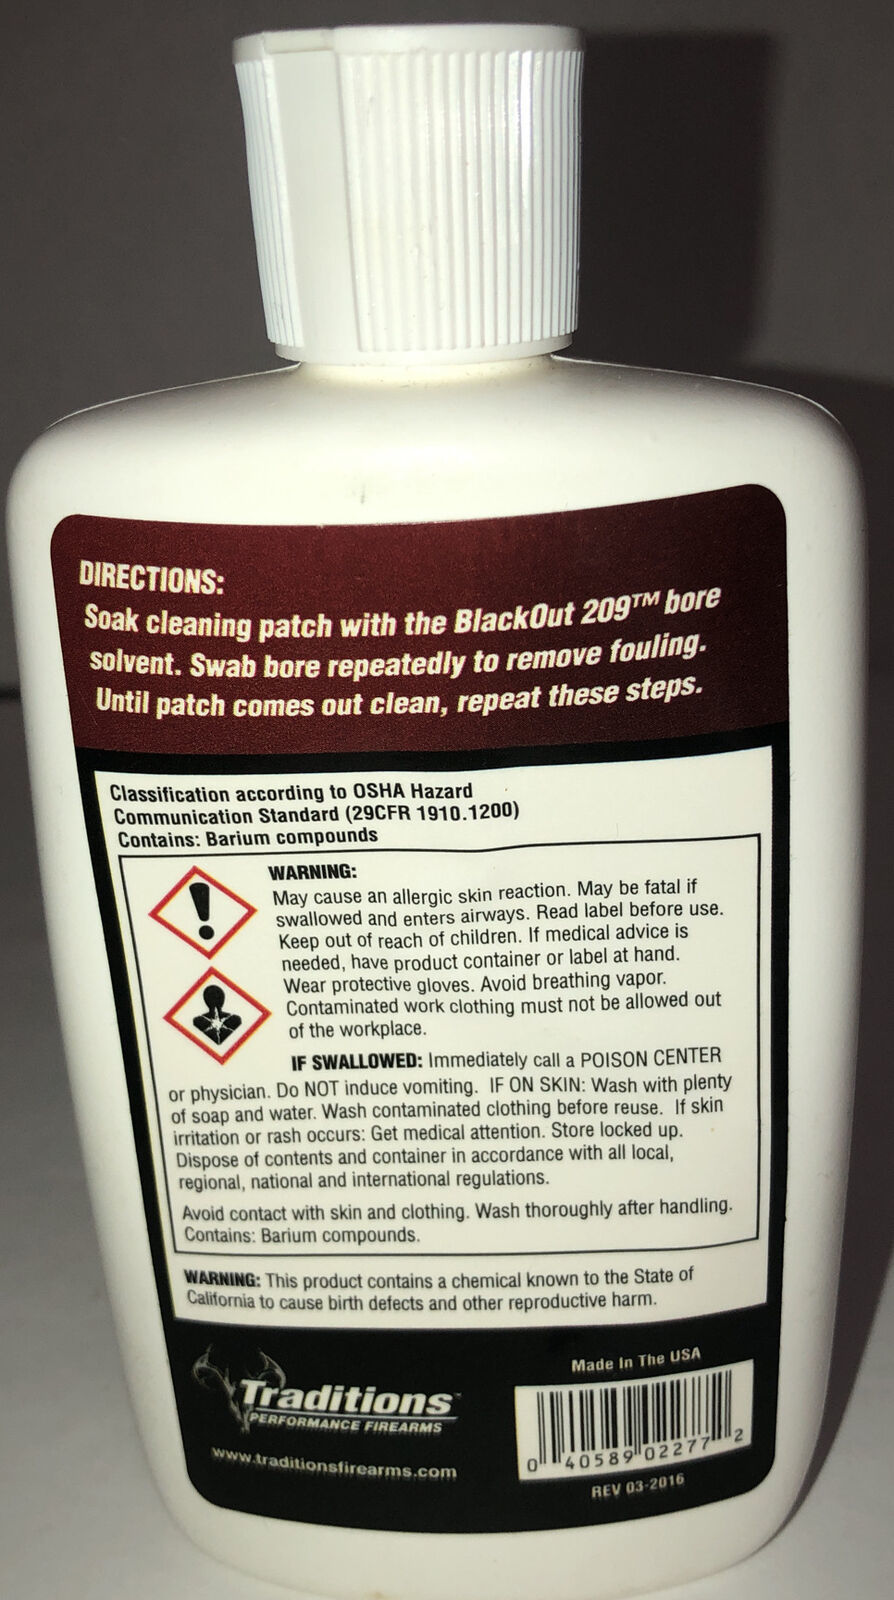 DIRECTIONS:
Soak cleaning patch with the BlackOut 209™ bore
solvent. Swab bore repeatedly to remove fouling.
Until patch comes out clean, repeat these steps.
Classification according to OSHA Hazard
Communication Standard (29CFR 1910.1200)
Contains: Barium compounds
WARNING:
May cause an allergic skin reaction. May be fatal if
swallowed and enters airways. Read label before use.
Keep out of reach of children. If medical advice is
needed, have product container or label at hand.
Wear protective gloves. Avoid breathing vapor.
Contaminated work clothing must not be allowed out
of the workplace.
IF SWALLOWED: Immediately call a POISON CENTER
or physician. Do NOT induce vomiting. IF ON SKIN: Wash with plenty
of soap and water. Wash contaminated clothing before reuse. If skin
irritation or rash occurs: Get medical attention. Store locked up.
Dispose of contents and container in accordance with all local,
regional, national and international regulations.
Avoid contact with skin and clothing. Wash thoroughly after handling.
Contains: Barium compounds.
WARNING: This product contains a chemical known to the State of
California to cause birth defects and other reproductive harm.
Traditions™
PERFORMANCE FIREARMS
www.traditionsfirearms.com
Made In The USA
0 40589 02277 2
REV 03-2016